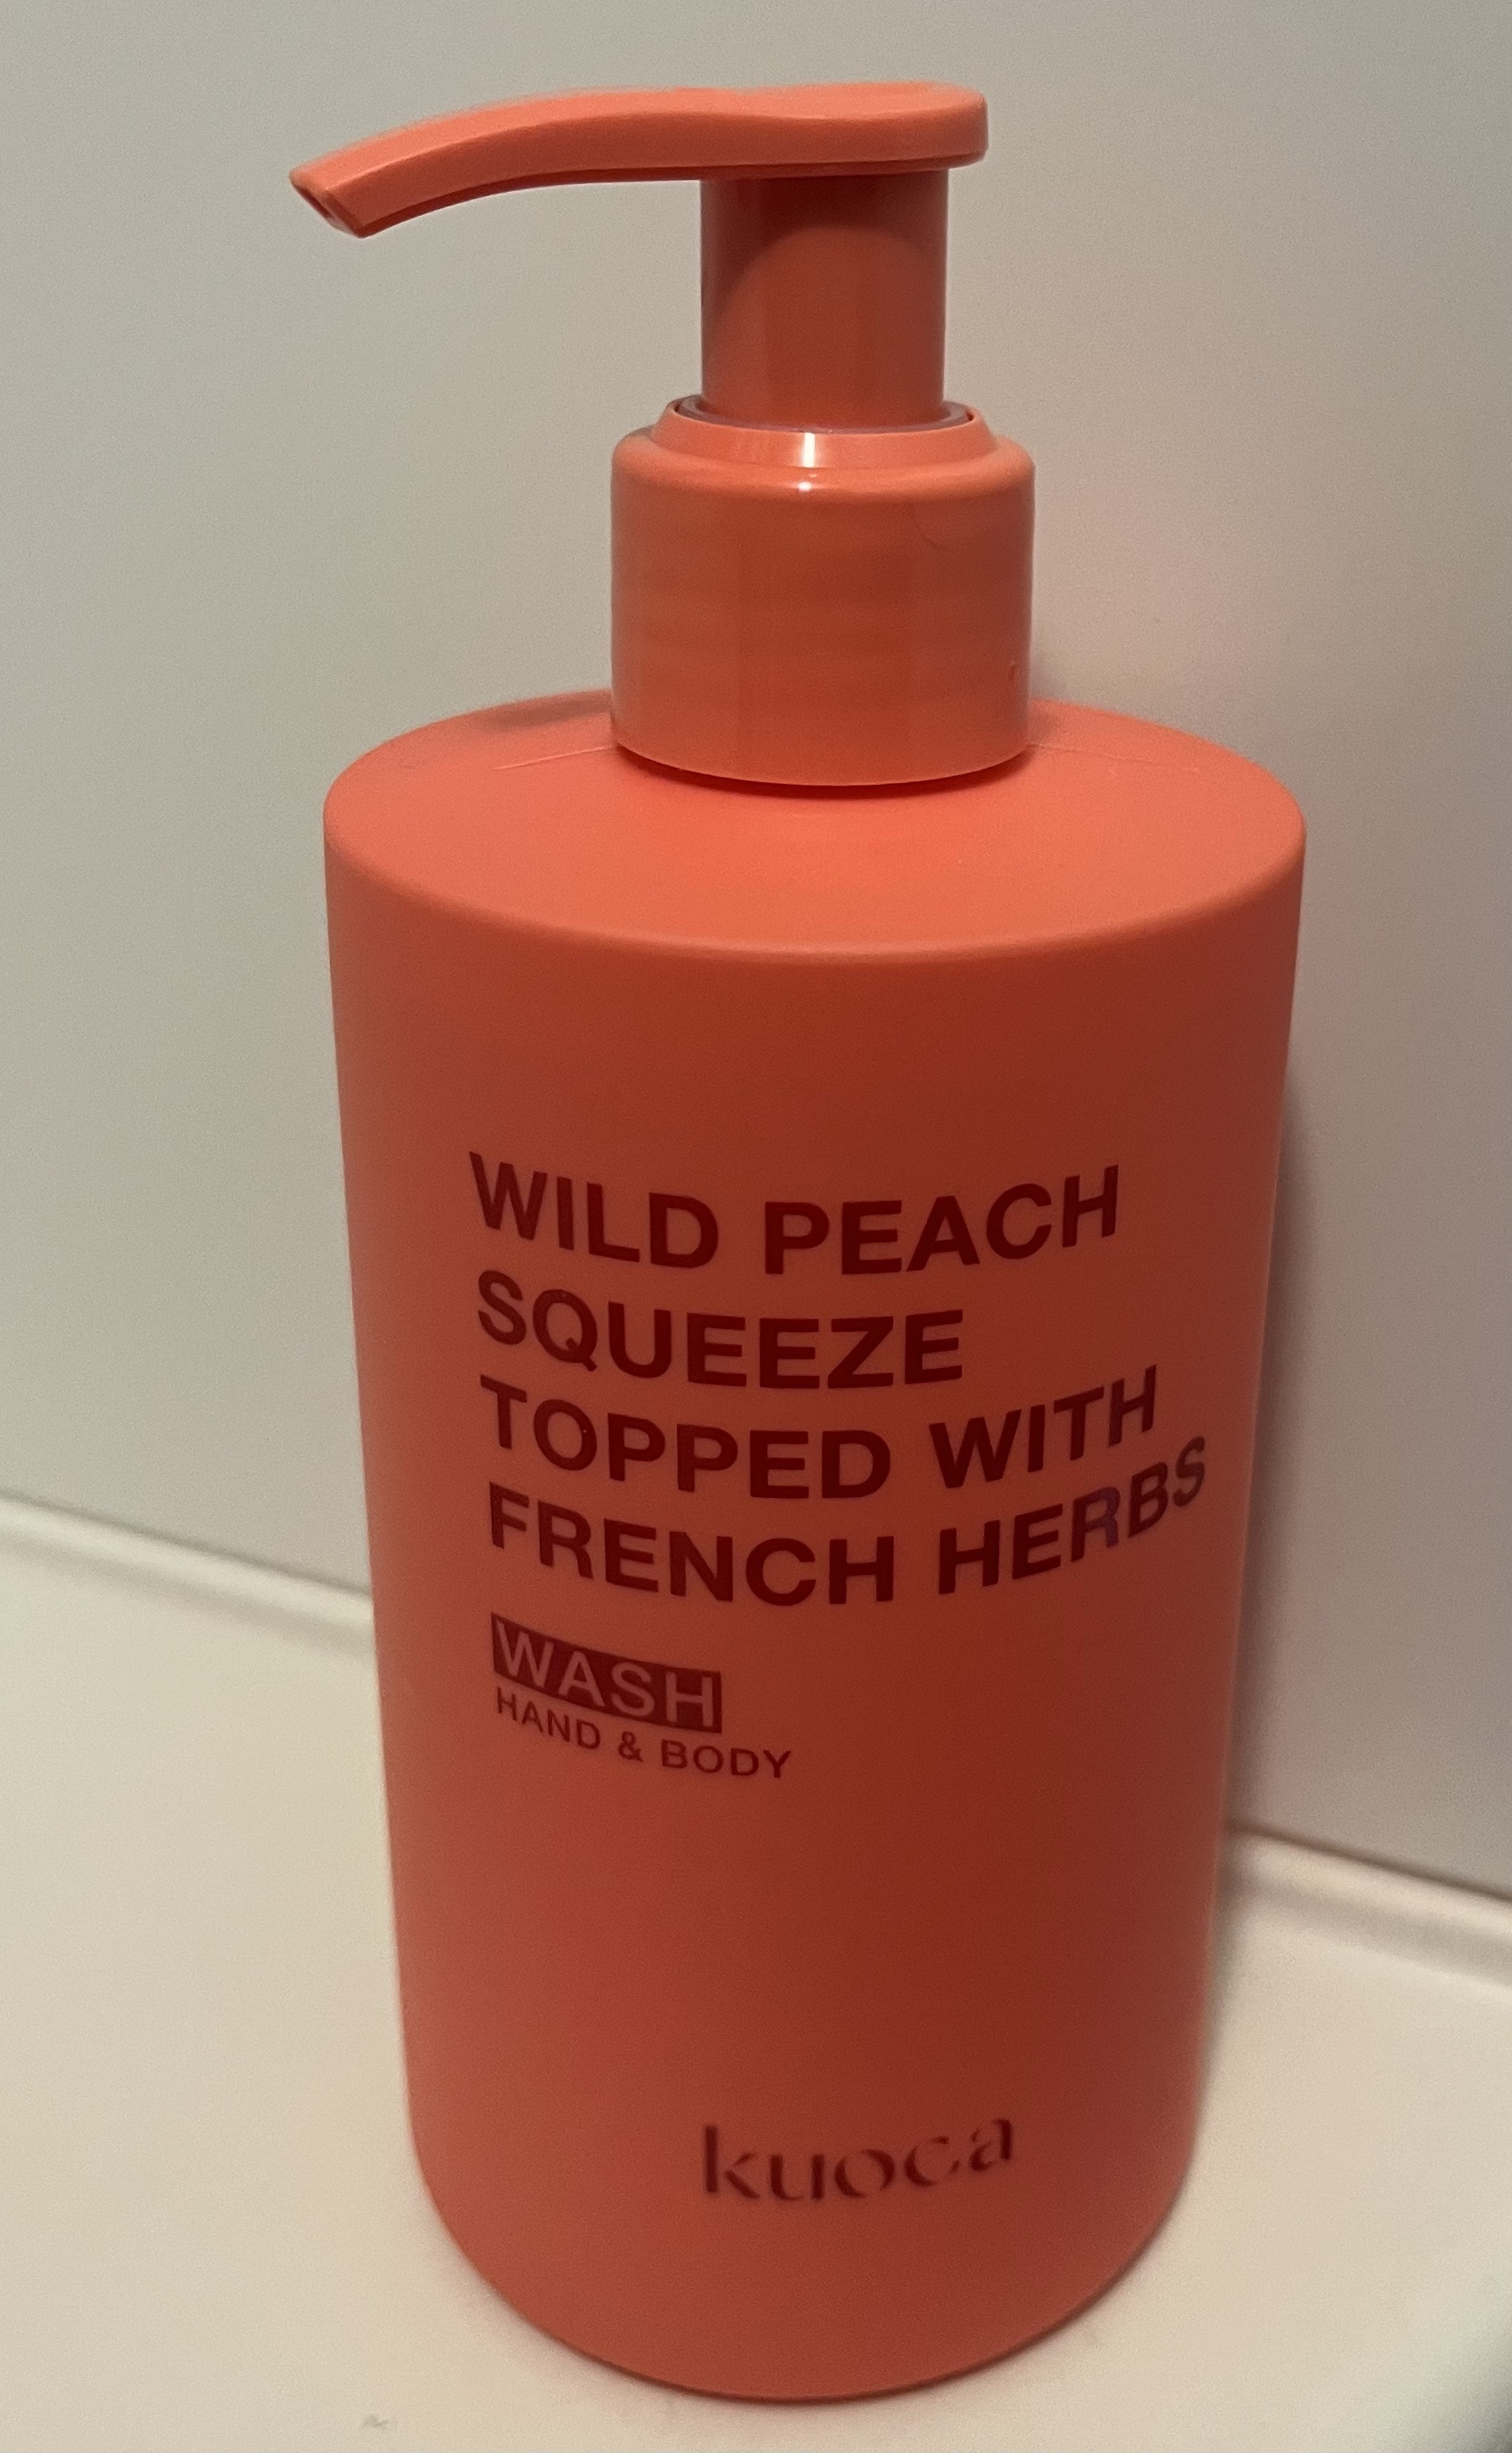 WILD PEACH
SQUEEZE
TOPPED WITH
FRENCH HERBS
WASH
HAND & BODY
kuoca